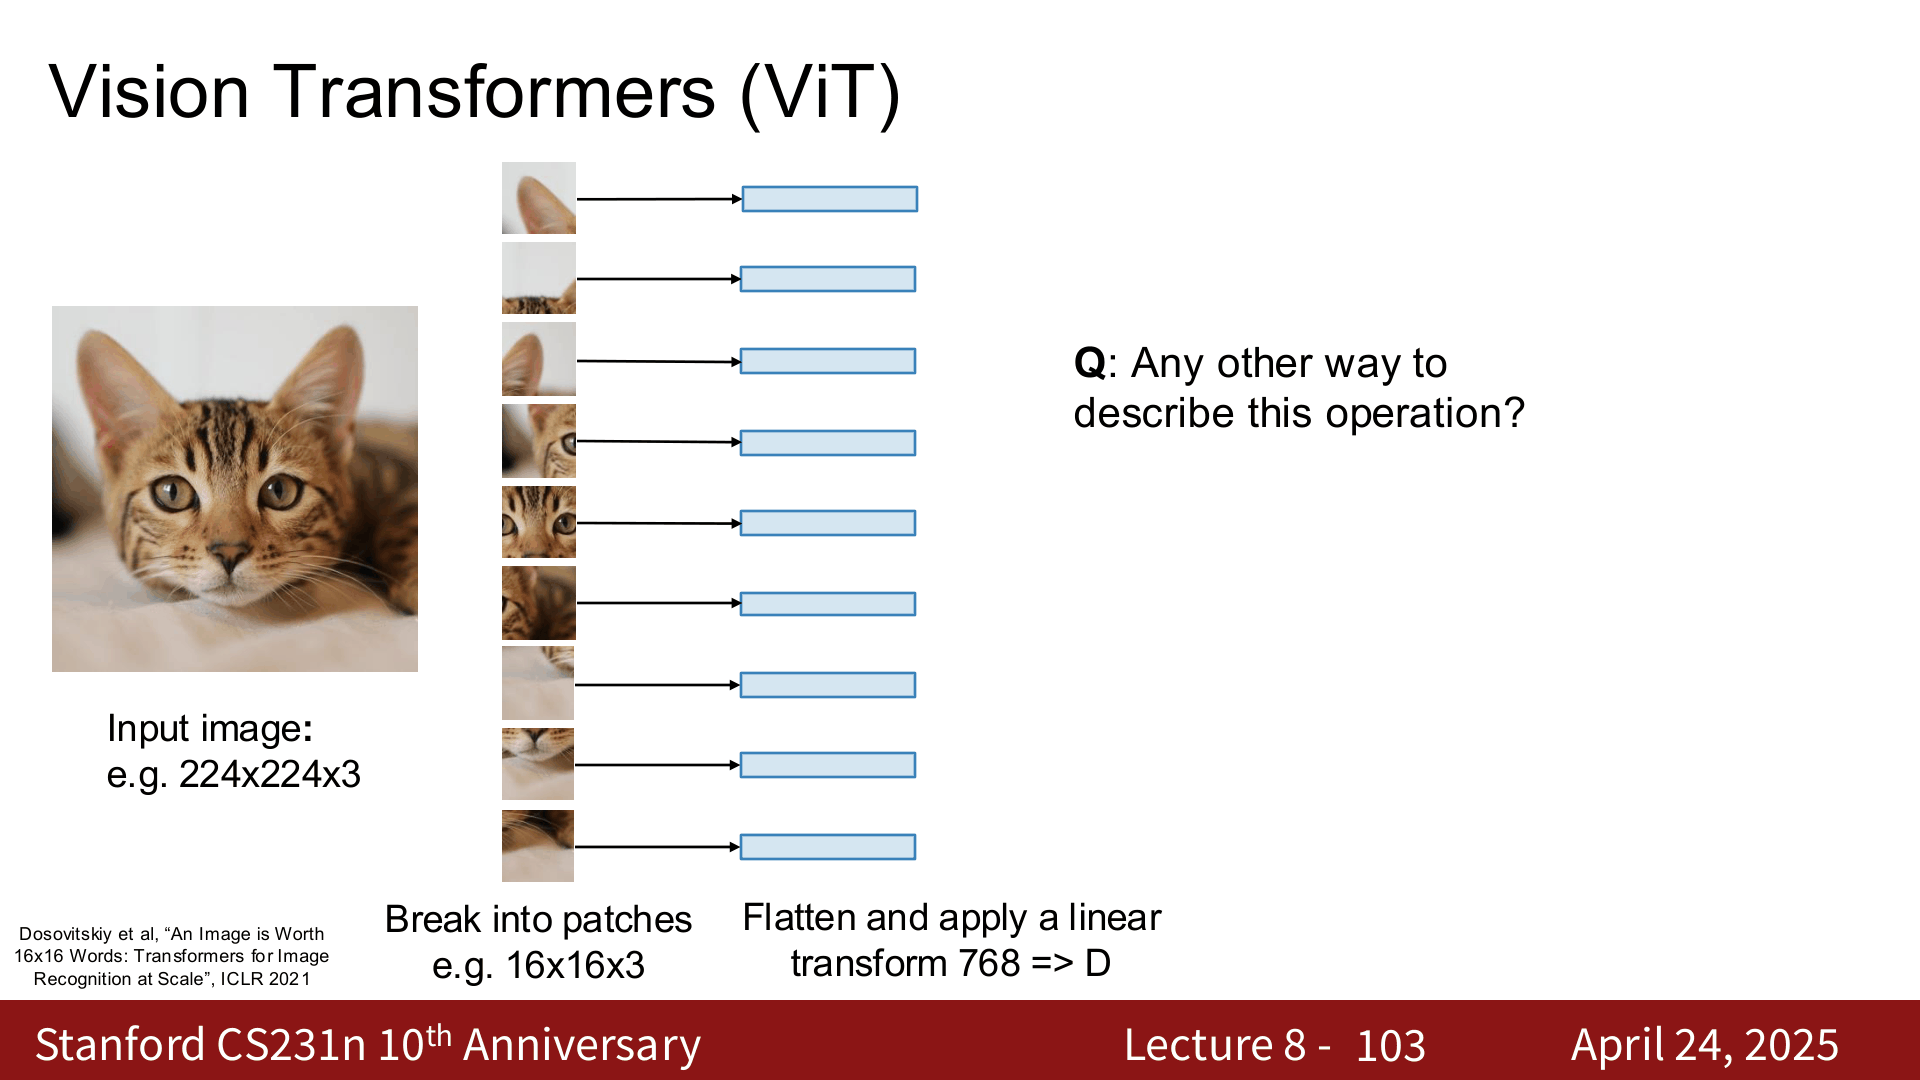 Vision Transformers (ViT)
Q: Any other way to
describe this operation?
Input image:
e.g. 224x224x3
Break into patches
e.g. 16x16x3
Flatten and apply a linear
transform 768 => D
Dosovitskiy et al, “An Image is Worth
16x16 Words: Transformers for Image
Recognition at Scale”, ICLR 2021
Stanford CS231n 10th Anniversary
Lecture 8 - 103
April 24, 2025